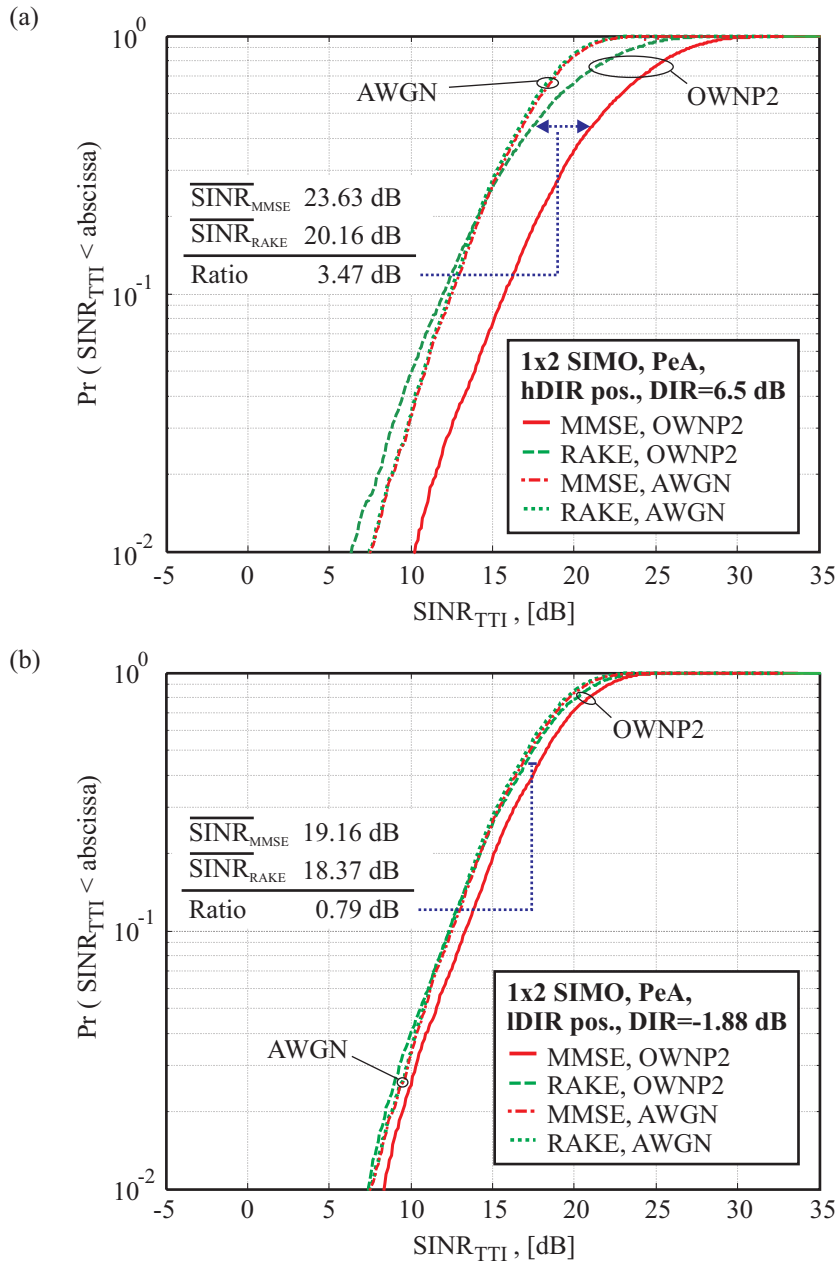 (a)
10^0
AWGN
OWNP2
SINR_MMSE 23.63 dB
SINR_RAKE 20.16 dB
Ratio 3.47 dB
10^-1
Pr ( SINR_TTI < abscissa)
1x2 SIMO, PeA,
hDIR pos., DIR=6.5 dB
MMSE, OWNP2
RAKE, OWNP2
MMSE, AWGN
RAKE, AWGN
10^-2
-5 0 5 10 15 20 25 30 35
SINR_TTI , [dB]
(b)
10^0
OWNP2
SINR_MMSE 19.16 dB
SINR_RAKE 18.37 dB
Ratio 0.79 dB
10^-1
Pr ( SINR_TTI < abscissa)
AWGN
1x2 SIMO, PeA,
lDIR pos., DIR=-1.88 dB
MMSE, OWNP2
RAKE, OWNP2
MMSE, AWGN
RAKE, AWGN
10^-2
-5 0 5 10 15 20 25 30 35
SINR_TTI , [dB]